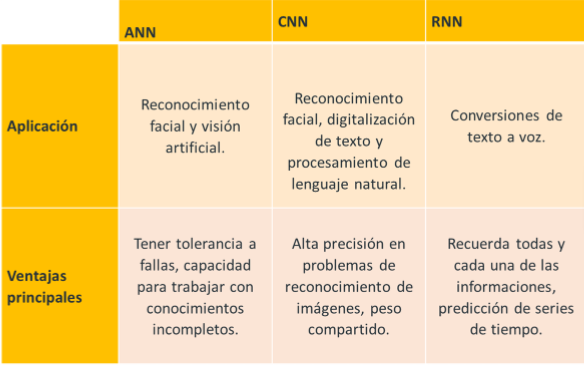 ANN
CNN
RNN
Aplicación
Reconocimiento
facial y visión
artificial.
Reconocimiento
facial, digitalización
de texto y
procesamiento de
lenguaje natural.
Conversiones de
texto a voz.
Ventajas
principales
Tener tolerancia a
fallas, capacidad
para trabajar con
conocimientos
incompletos.
Alta precisión en
problemas de
reconocimiento de
imágenes, peso
compartido.
Recuerda todas y
cada una de las
informaciones,
predicción de series
de tiempo.